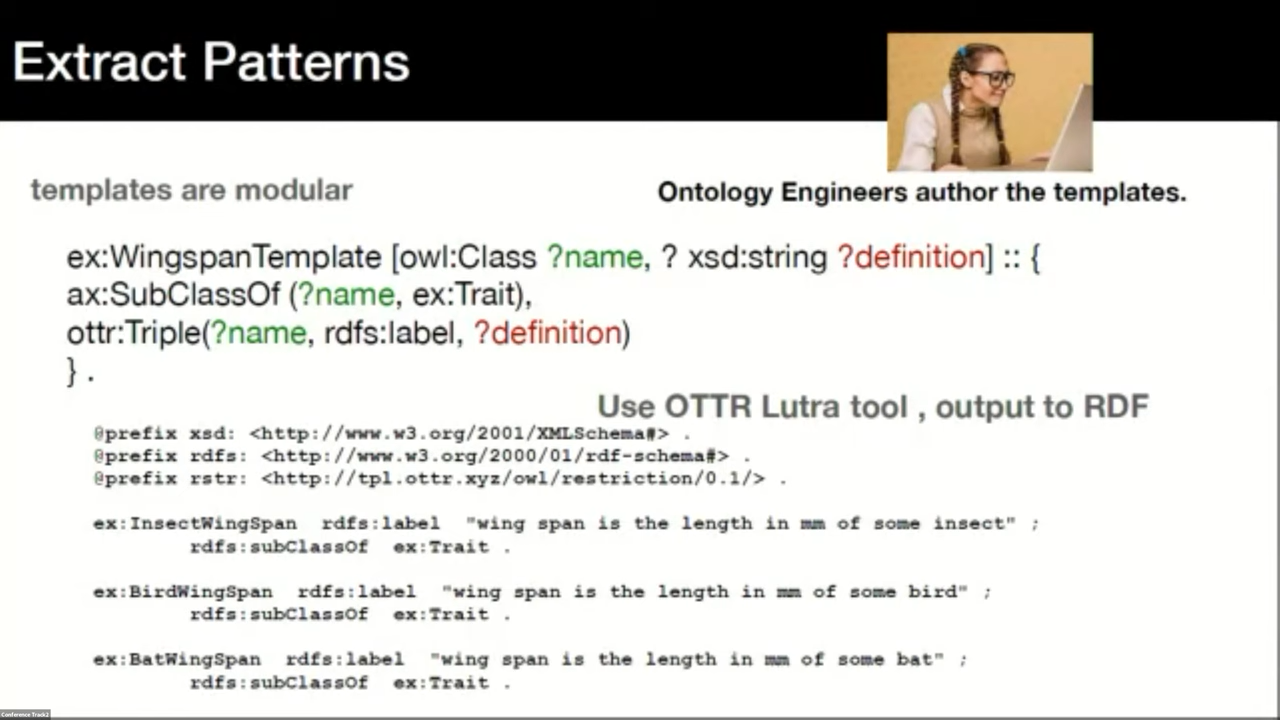 Extract Patterns
templates are modular
Ontology Engineers author the templates.
ex:WingspanTemplate [owl:Class ?name, ? xsd:string ?definition] :: {
ax:SubClassOf (?name, ex:Trait),
ottr:Triple(?name, rdfs:label, ?definition)
} .
Use OTTR Lutra tool , output to RDF
@prefix xsd: <http://www.w3.org/2001/XMLSchema#> .
@prefix rdfs: <http://www.w3.org/2000/01/rdf-schema#> .
@prefix rstr: <http://tpl.ottr.xyz/owl/restriction/0.1/> .
ex:InsectWingSpan rdfs:label "wing span is the length in mm of some insect" ;
rdfs:subClassOf ex:Trait .
ex:BirdWingSpan rdfs:label "wing span is the length in mm of some bird" ;
rdfs:subClassOf ex:Trait .
ex:BatWingSpan rdfs:label "wing span is the length in mm of some bat" ;
rdfs:subClassOf ex:Trait .
Conference Track2